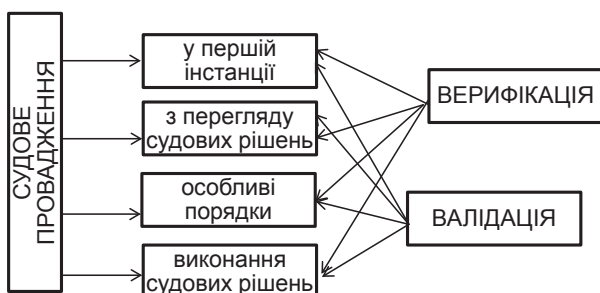 СУДОВЕ
ПРОВАДЖЕННЯ
у першій
інстанції
з перегляду
судових рішень
особливі
порядки
виконання
судових рішень
ВЕРИФІКАЦІЯ
ВАЛІДАЦІЯ